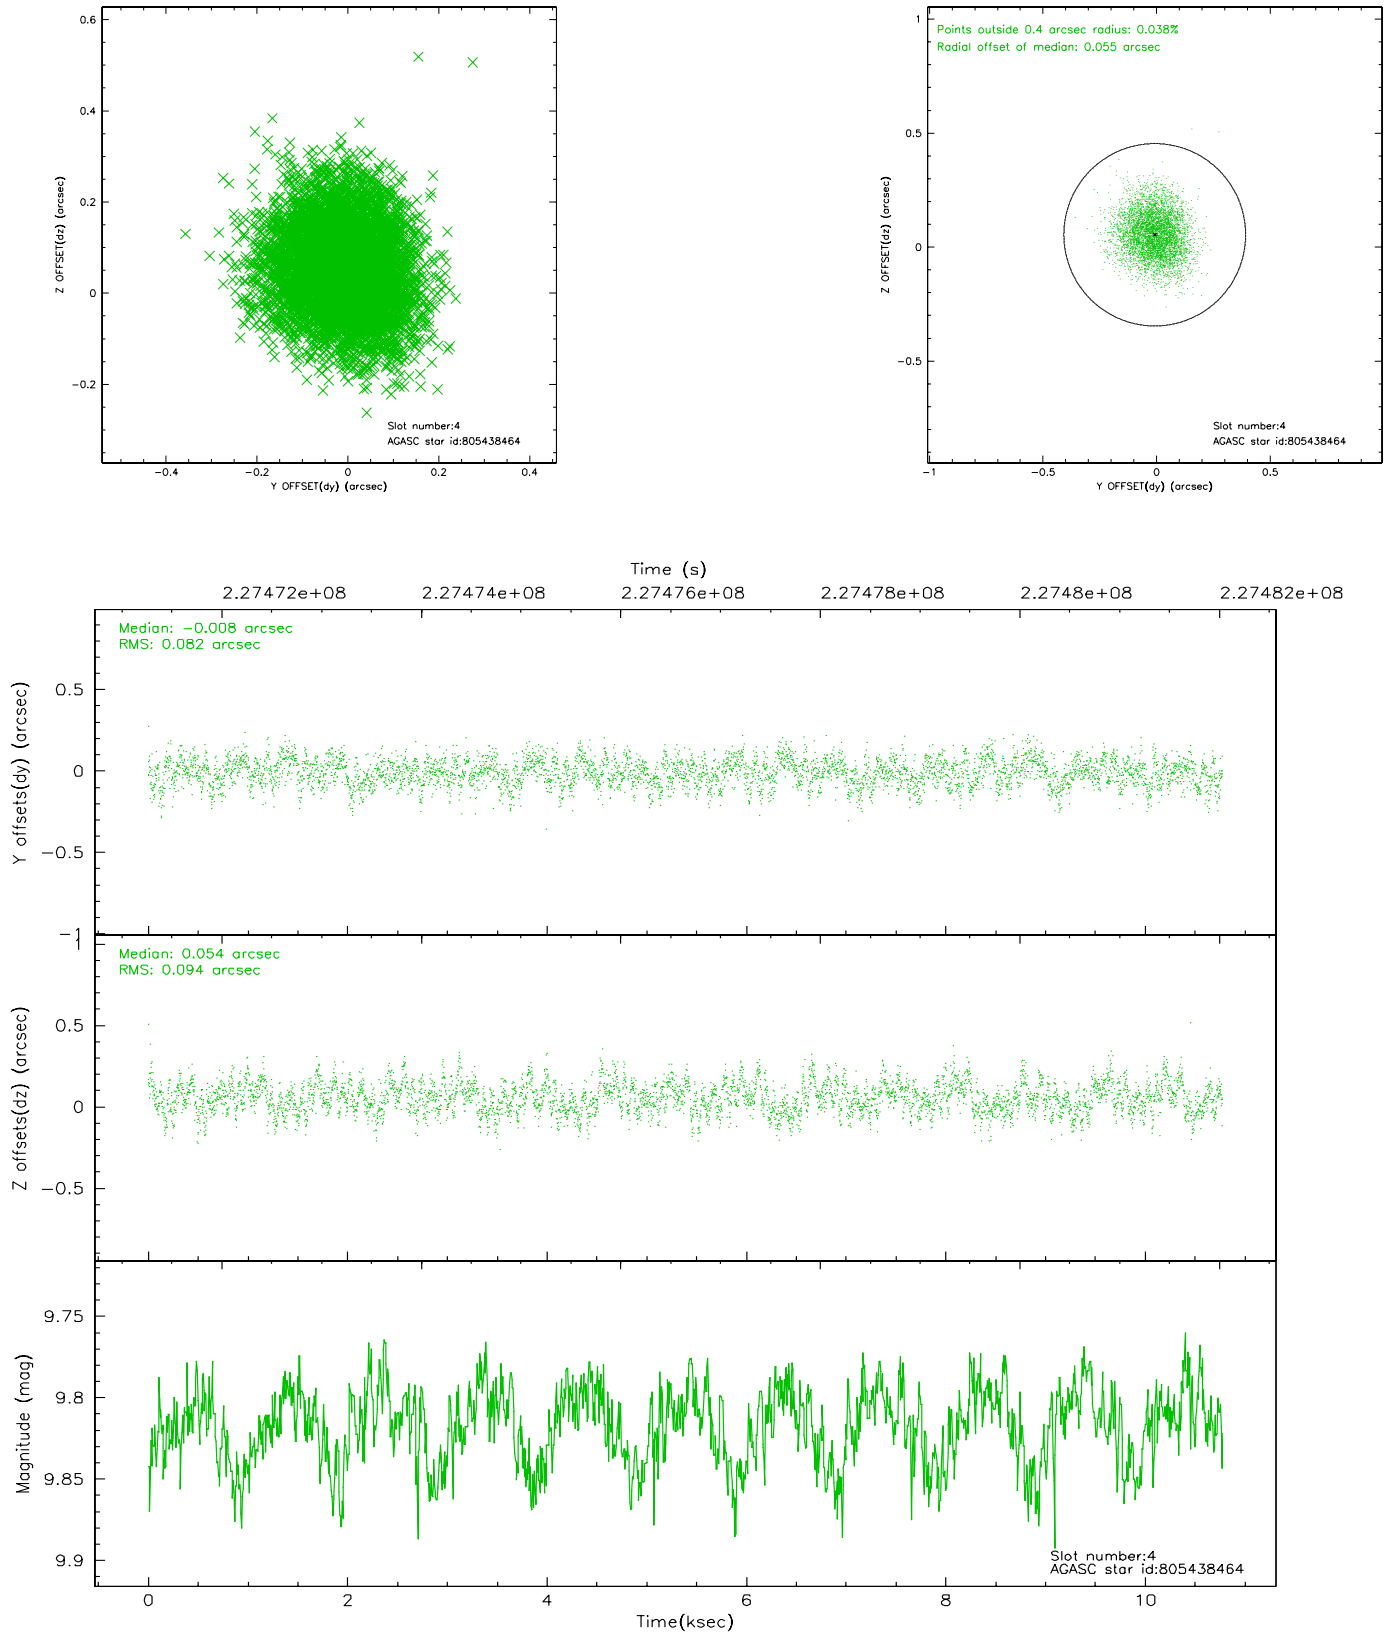 0.6
0.4
0.2
0
−0.2
Z OFFSET(dz) (arcsec)
−0.4
−0.2
0
0.2
0.4
Y OFFSET(dy) (arcsec)
Slot number:4
AGASC star id:805438464
Points outside 0.4 arcsec radius: 0.038%
Radial offset of median: 0.055 arcsec
1
0.5
0
−0.5
Z OFFSET(dz) (arcsec)
−1
−0.5
0
0.5
Y OFFSET(dy) (arcsec)
Slot number:4
AGASC star id:805438464
Time (s)
2.27472e+08
2.27474e+08
2.27476e+08
2.27478e+08
2.2748e+08
2.27482e+08
Median: −0.008 arcsec
RMS: 0.082 arcsec
0.5
0
−0.5
−1
Y offsets(dy) (arcsec)
Median: 0.054 arcsec
RMS: 0.094 arcsec
1
0.5
0
−0.5
Z offsets(dz) (arcsec)
9.75
9.8
9.85
9.9
Magnitude (mag)
Slot number:4
AGASC star id:805438464
0
2
4
6
8
10
Time(ksec)